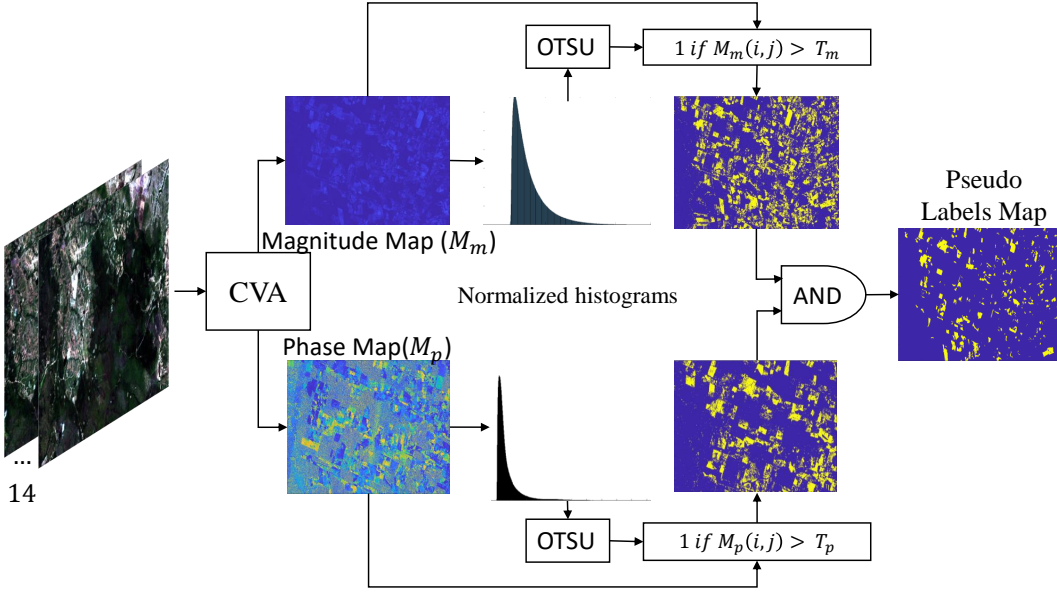 OTSU
1 if M_m(i,j) > T_m
Magnitude Map (M_m)
Pseudo
Labels Map
CVA
Normalized histograms
AND
Phase Map(M_p)
...
14
OTSU
1 if M_p(i,j) > T_p